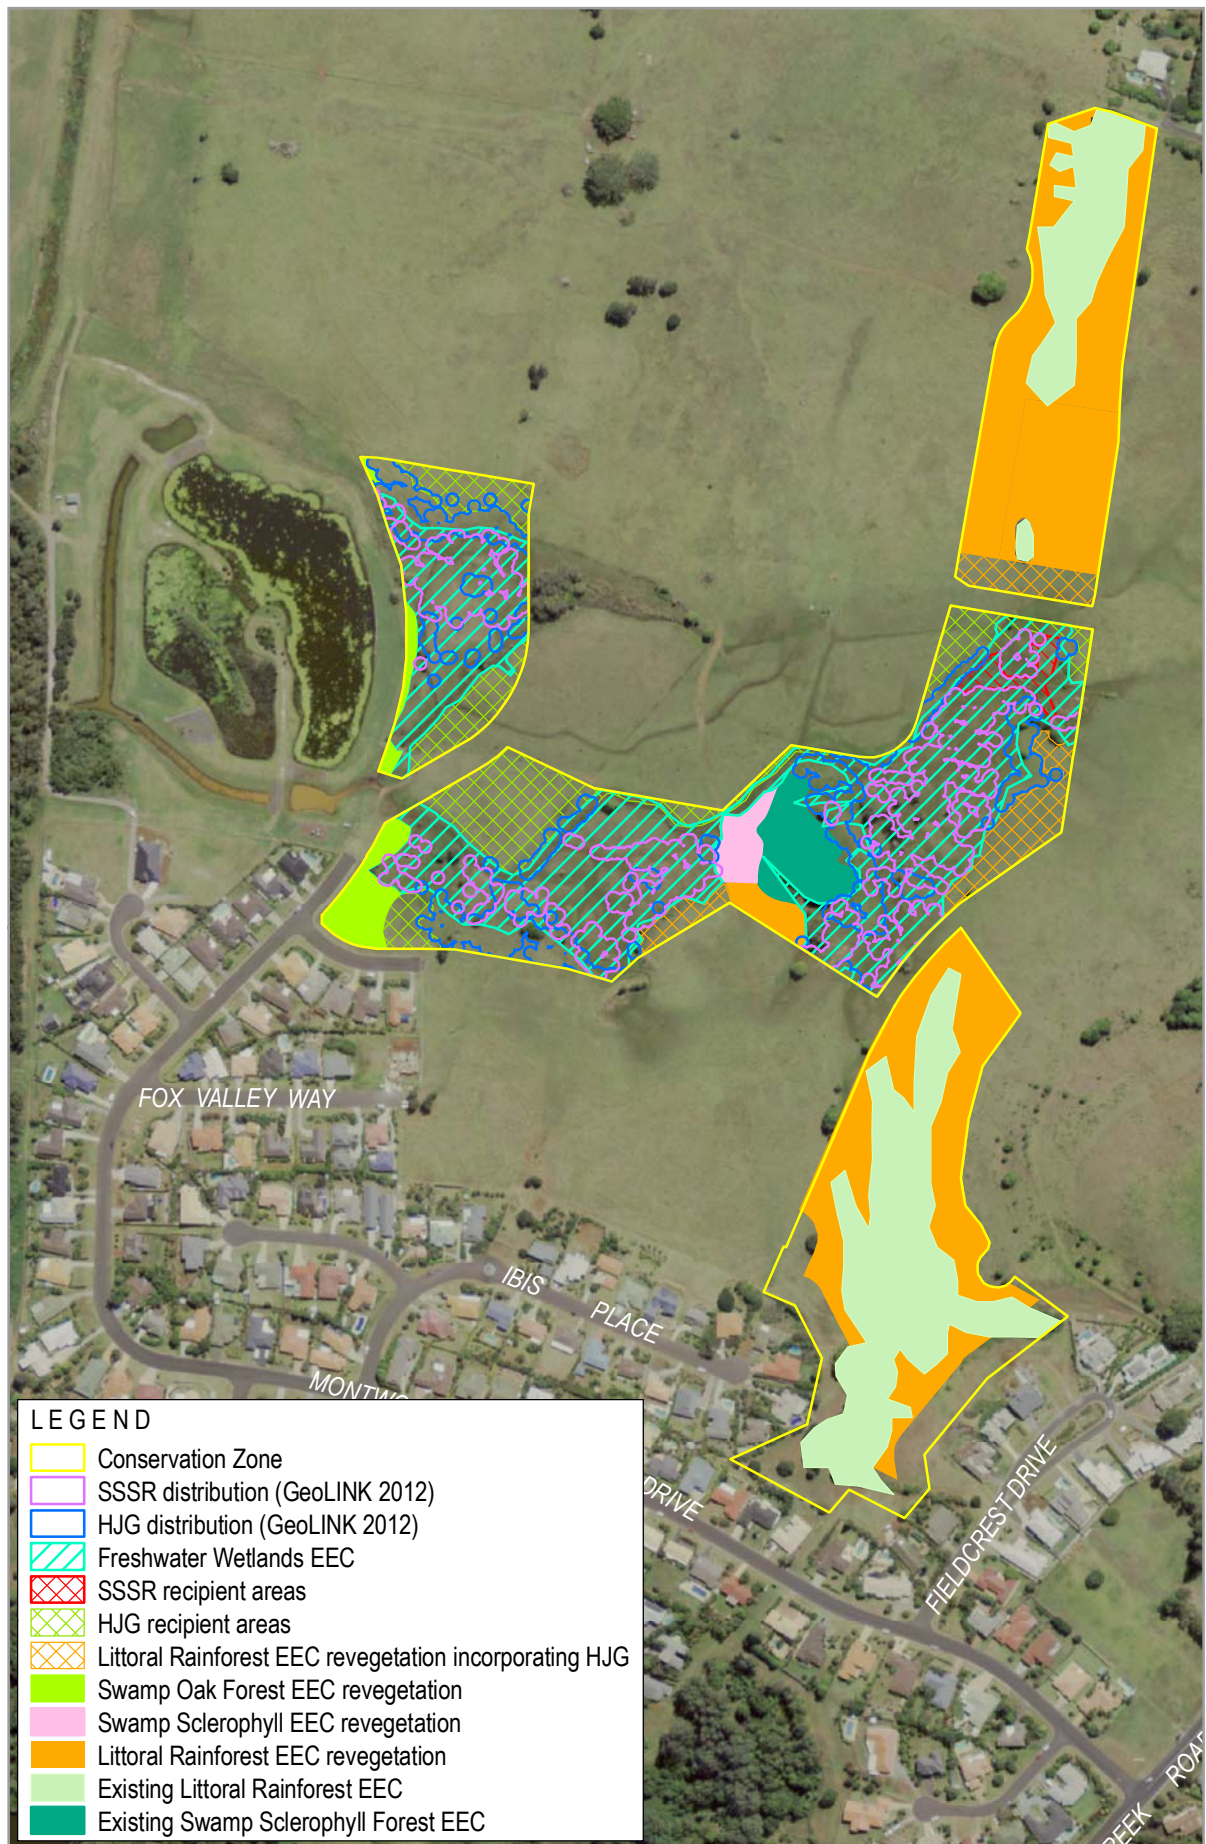 FOX VALLEY WAY
IBIS PLACE
DRIVE
FIELDCREST DRIVE
LEGEND
Conservation Zone
SSSR distribution (GeoLINK 2012)
HJG distribution (GeoLINK 2012)
Freshwater Wetlands EEC
SSSR recipient areas
HJG recipient areas
Littoral Rainforest EEC revegetation incorporating HJG
Swamp Oak Forest EEC revegetation
Swamp Sclerophyll EEC revegetation
Littoral Rainforest EEC revegetation
Existing Littoral Rainforest EEC
Existing Swamp Sclerophyll Forest EEC